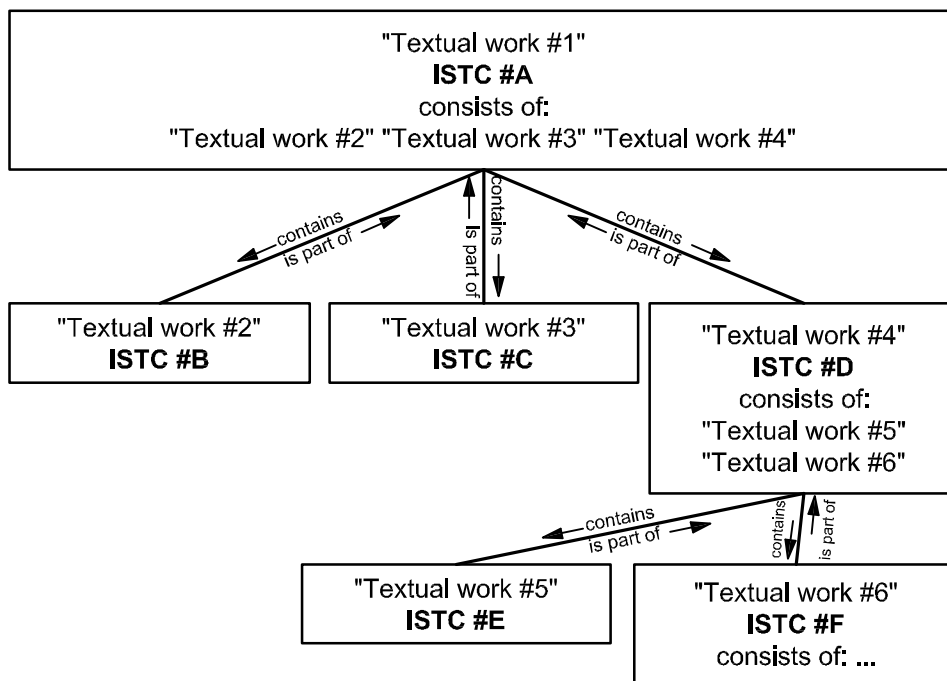 "Textual work #1"
ISTC #A
consists of:
"Textual work #2" "Textual work #3" "Textual work #4"
contains
is part of
Is part of
contains
contains
is part of
"Textual work #2"
ISTC #B
"Textual work #3"
ISTC #C
"Textual work #4"
ISTC #D
consists of:
"Textual work #5"
"Textual work #6"
contains
is part of
contains
is part of
"Textual work #5"
ISTC #E
"Textual work #6"
ISTC #F
consists of: ...